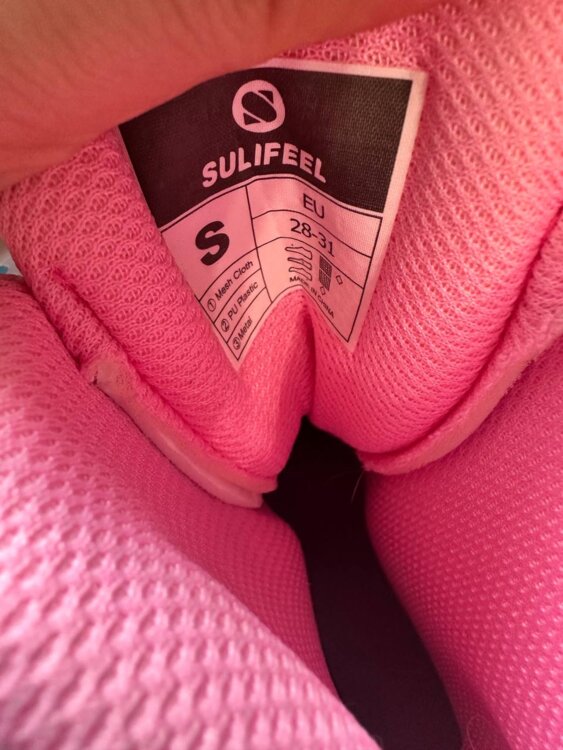 SULIFEEL
S
EU
28-31
① Mesh Cloth
② PU Plastic
③ Metal
MADE IN CHINA